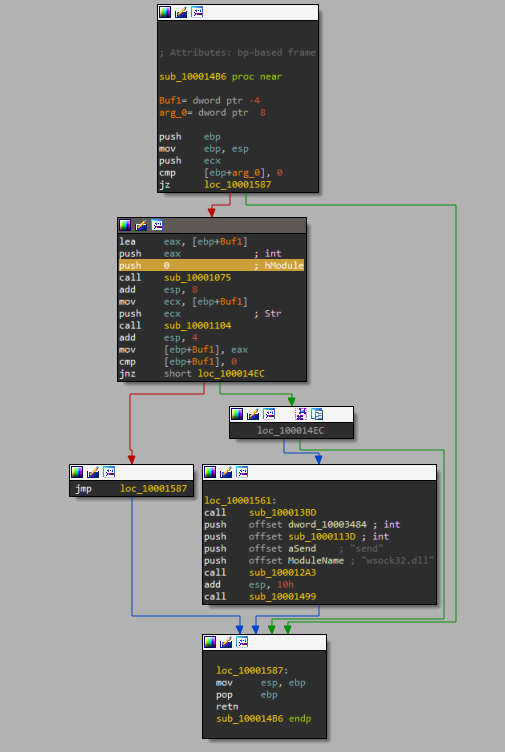 ; Attributes: bp-based frame
sub_100014B6 proc near
Buf1= dword ptr -4
arg_0= dword ptr  8
push    ebp
mov     ebp, esp
push    ecx
cmp     [ebp+arg_0], 0
jz      loc_10001587
lea     eax, [ebp+Buf1]
push    eax             ; int
push    0               ; hModule
call    sub_10001075
add     esp, 8
mov     ecx, [ebp+Buf1]
push    ecx             ; Str
call    sub_10001104
add     esp, 4
mov     [ebp+Buf1], eax
cmp     [ebp+Buf1], 0
jnz     short loc_100014EC
loc_100014EC
jmp     loc_10001587
loc_10001561:
call    sub_100013BD
push    offset dword_10003484 ; int
push    offset sub_1000113D ; int
push    offset aSend    ; "send"
push    offset ModuleName ; "wsock32.dll"
call    sub_100012A3
add     esp, 10h
call    sub_10001499
loc_10001587:
mov     esp, ebp
pop     ebp
retn
sub_100014B6 endp